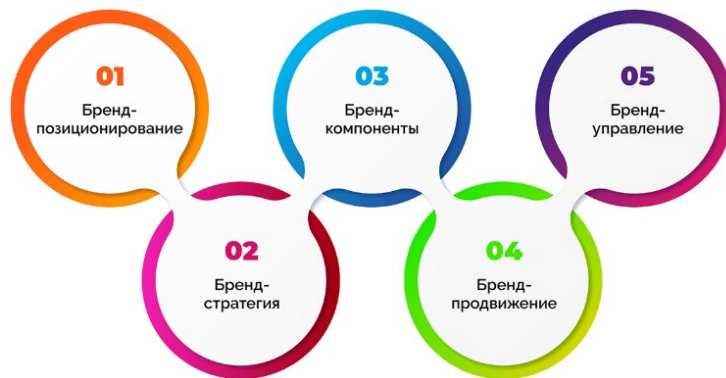 01
Бренд-
позиционирование
02
Бренд-
стратегия
03
Бренд-
компоненты
04
Бренд-
продвижение
05
Бренд-
управление